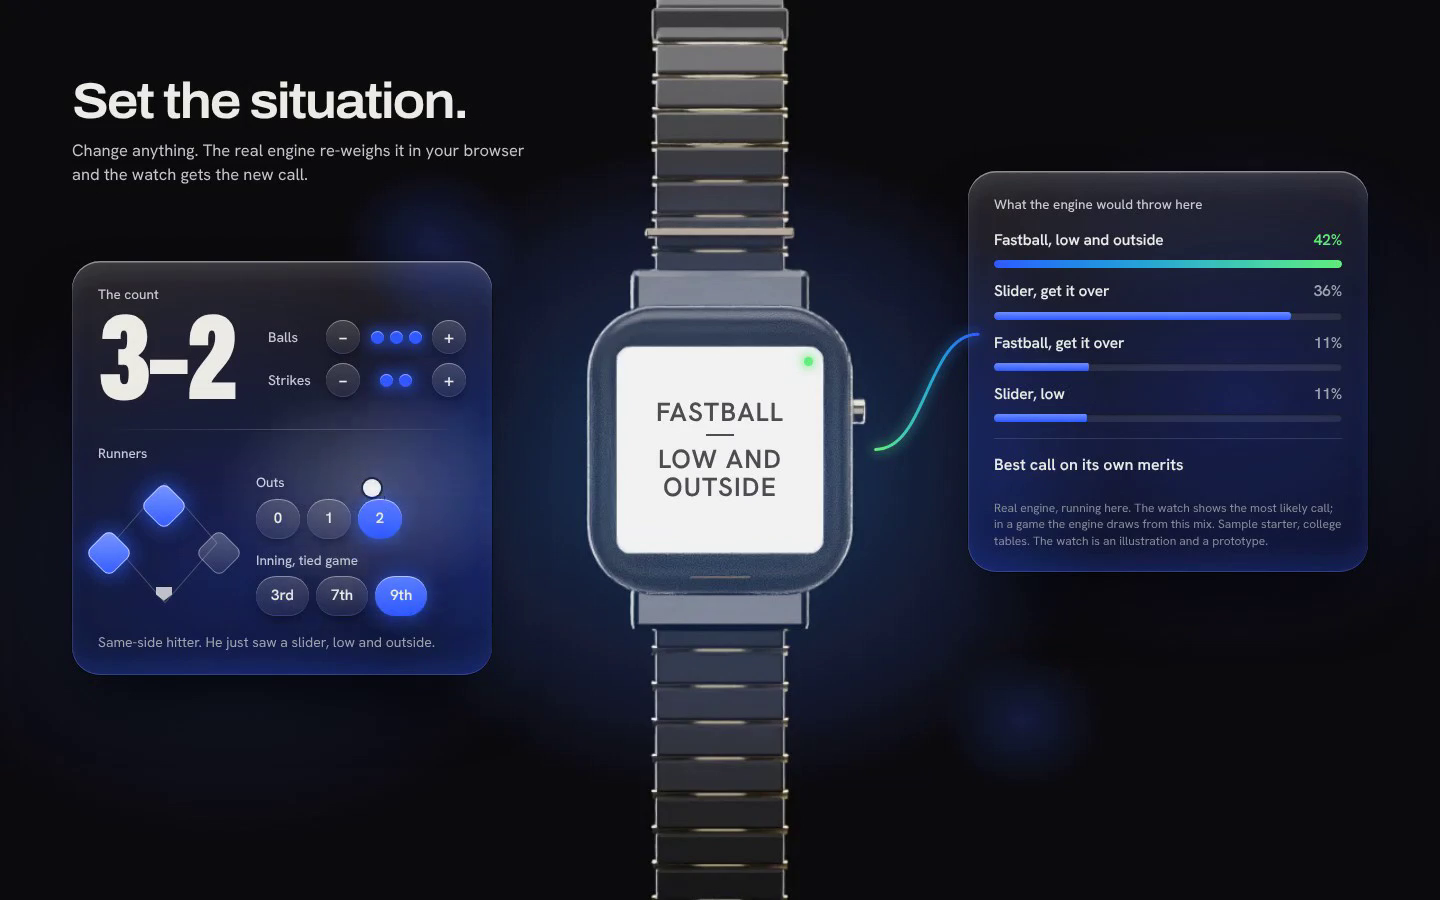 Set the situation.
Change anything. The real engine re-weighs it in your browser
and the watch gets the new call.
The count
3–2
Balls
−
+
Strikes
−
+
Runners
Outs
0 1 2
Inning, tied game
3rd 7th 9th
Same-side hitter. He just saw a slider, low and outside.
FASTBALL
LOW AND
OUTSIDE
What the engine would throw here
Fastball, low and outside 42%
Slider, get it over 36%
Fastball, get it over 11%
Slider, low 11%
Best call on its own merits
Real engine, running here. The watch shows the most likely call;
in a game the engine draws from this mix. Sample starter, college
tables. The watch is an illustration and a prototype.